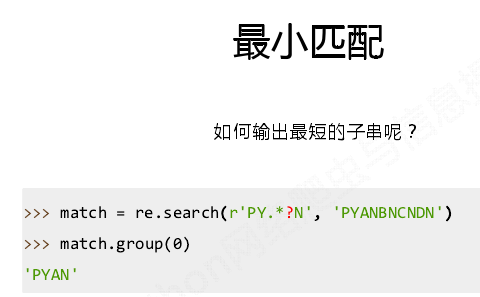 最小匹配
如何输出最短的子串呢？
>>> match = re.search(r'PY.*?N', 'PYANBNCNDN')
>>> match.group(0)
'PYAN'